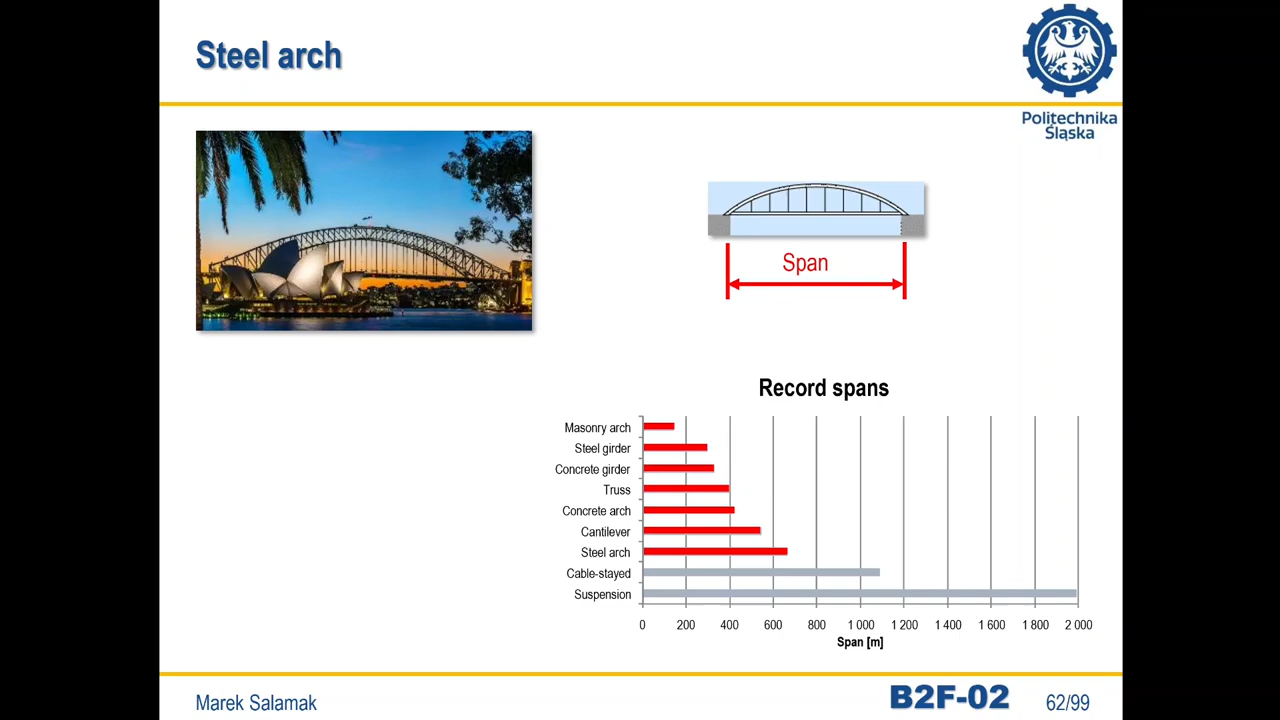 Steel arch
Politechnika
Śląska
Span
Record spans
Masonry arch
Steel girder
Concrete girder
Truss
Concrete arch
Cantilever
Steel arch
Cable-stayed
Suspension
0 200 400 600 800 1 000 1 200 1 400 1 600 1 800 2 000
Span [m]
Marek Salamak
B2F-02
62/99